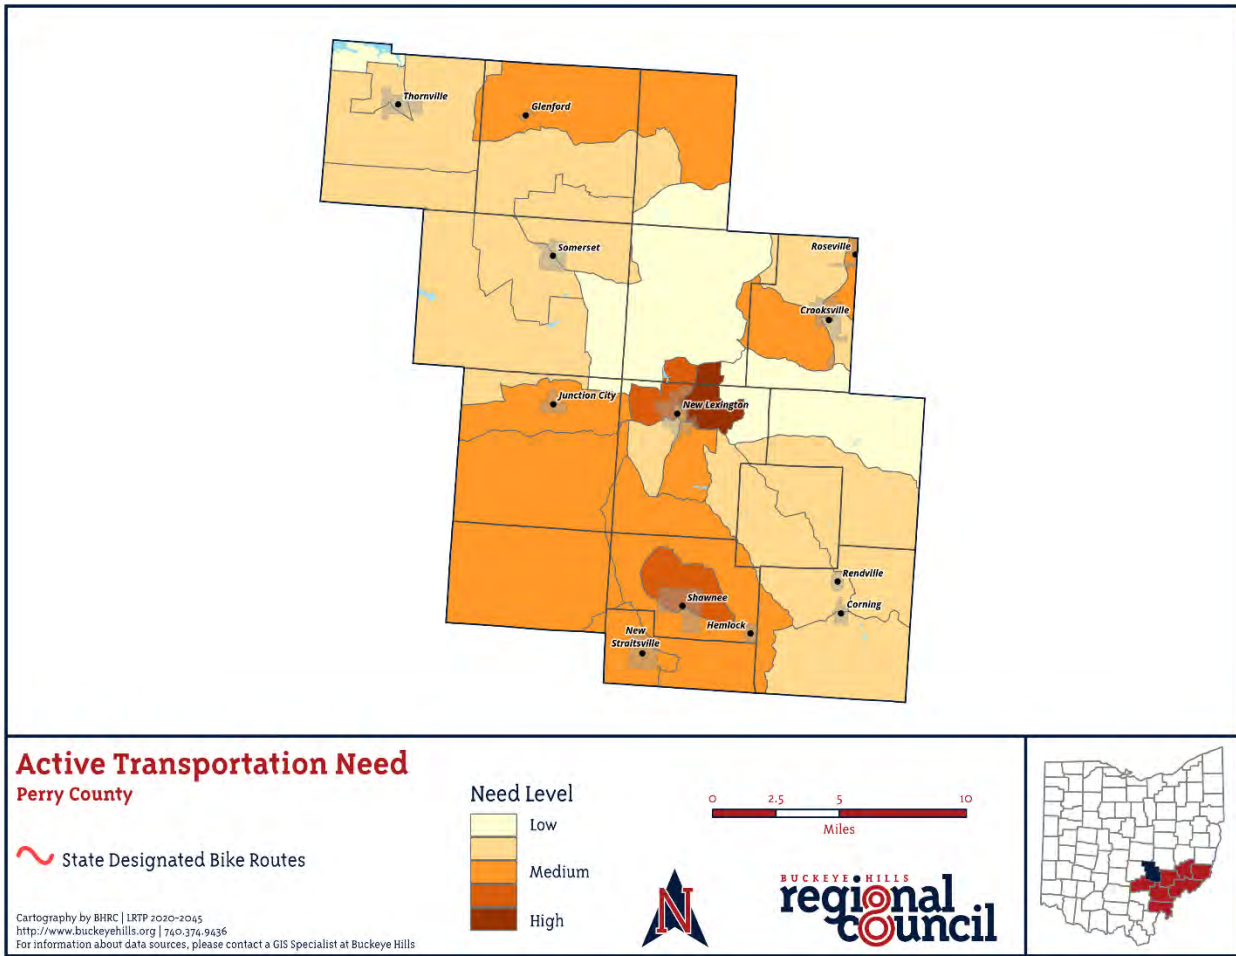 Thornville
Glenford
Somerset
Roseville
Crooksville
Junction City
New Lexington
Rendville
Shawnee
Corning
Hemlock
New
Straitsville
Active Transportation Need
Perry County
State Designated Bike Routes
Cartography by BHRC | LRTP 2020-2045
http://www.buckeyehills.org | 740.374.9436
For information about data sources, please contact a GIS Specialist at Buckeye Hills
Need Level
Low
Medium
High
0 2.5 5 10
Miles
N
BUCKEYE HILLS
regional
council